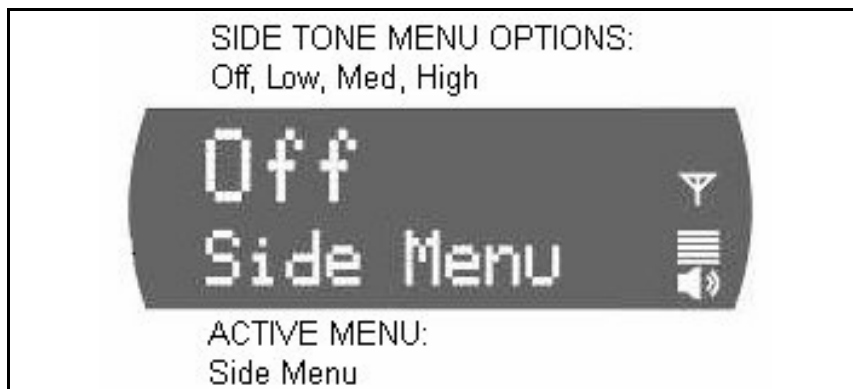 SIDE TONE MENU OPTIONS:
Off, Low, Med, High
Off
Side Menu
ACTIVE MENU:
Side Menu